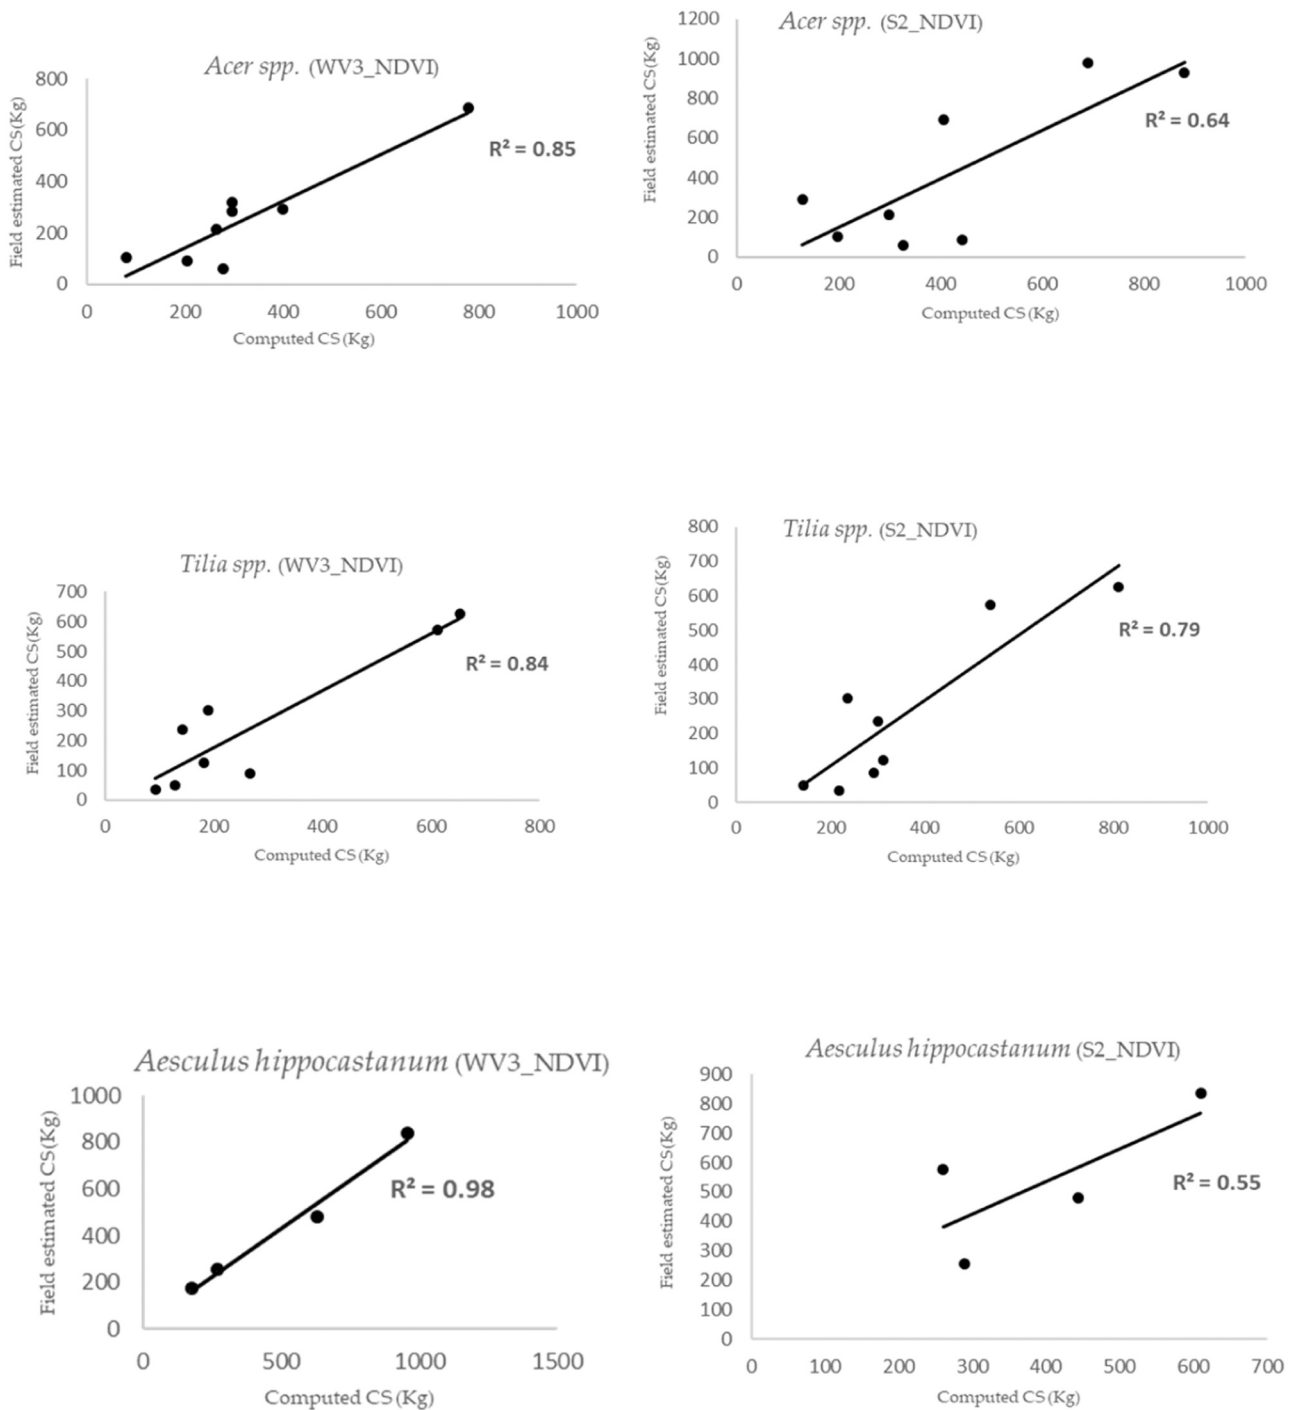 Acer spp. (WV3_NDVI)
Field estimated CS(Kg)
800
600
400
200
0
R² = 0.85
0 200 400 600 800 1000
Computed CS (Kg)
Acer spp. (S2_NDVI)
Field estimated CS(Kg)
1200
1000
800
600
400
200
0
R² = 0.64
0 200 400 600 800 1000
Computed CS (Kg)
Tilia spp. (WV3_NDVI)
Field estimated CS(Kg)
700
600
500
400
300
200
100
0
R² = 0.84
0 200 400 600 800
Computed CS (Kg)
Tilia spp. (S2_NDVI)
Field estimated CS(Kg)
800
700
600
500
400
300
200
100
0
R² = 0.79
0 200 400 600 800 1000
Computed CS (Kg)
Aesculus hippocastanum (WV3_NDVI)
Field estimated CS(Kg)
1000
800
600
400
200
0
R² = 0.98
0 500 1000 1500
Computed CS (Kg)
Aesculus hippocastanum (S2_NDVI)
Field estimated CS(Kg)
900
800
700
600
500
400
300
200
100
0
R² = 0.55
0 100 200 300 400 500 600 700
Computed CS (Kg)